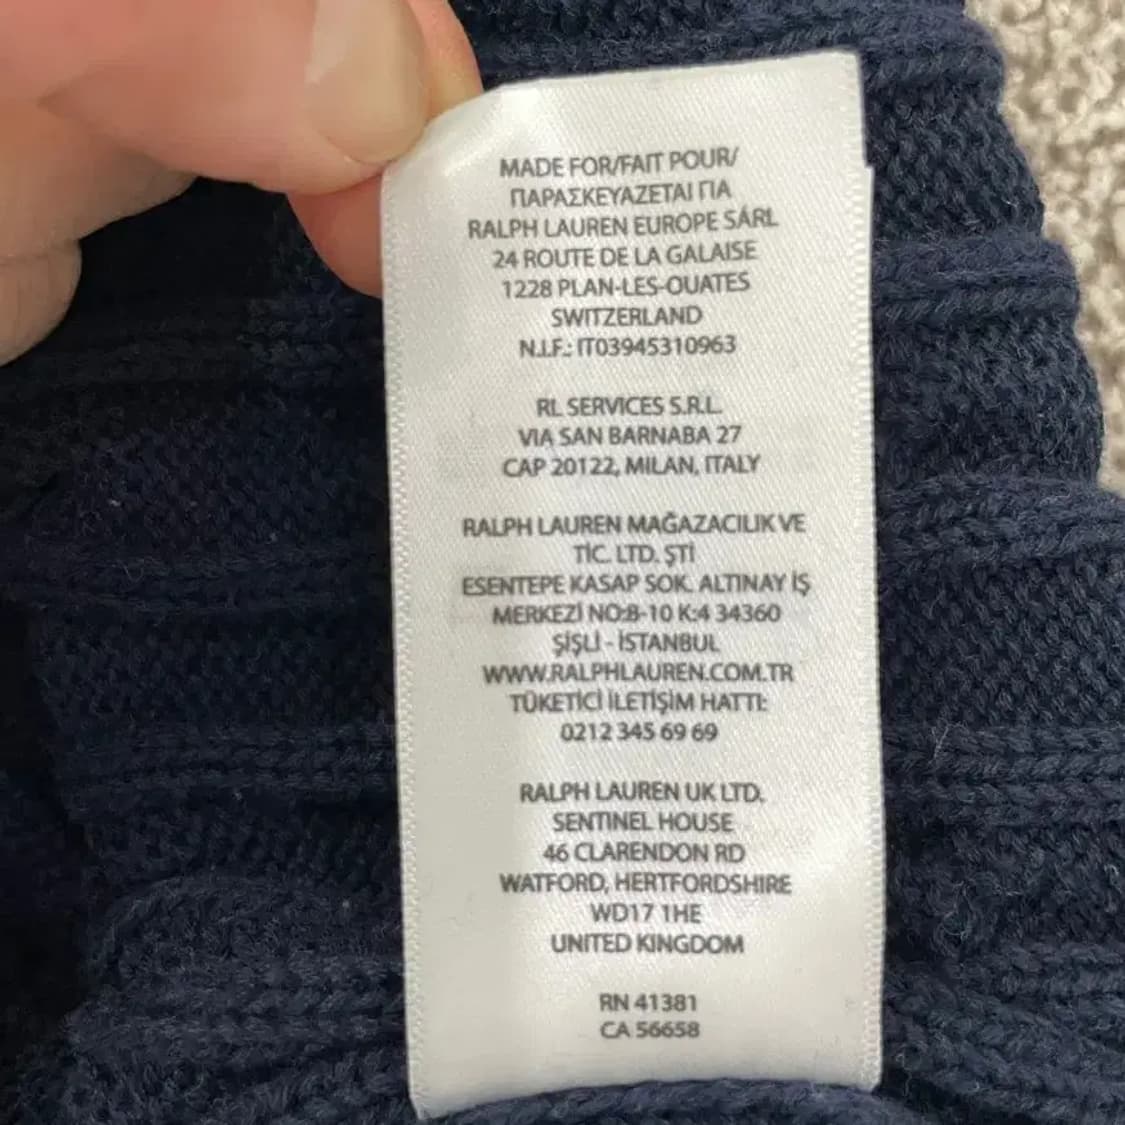 MADE FOR/FAIT POUR/
ΠΑΡΑΣΚΕΥΑΖΕΤΑΙ ΓΙΑ
RALPH LAUREN EUROPE SÁRL
24 ROUTE DE LA GALAISE
1228 PLAN-LES-OUATES
SWITZERLAND
N.I.F.: IT03945310963
RL SERVICES S.R.L.
VIA SAN BARNABA 27
CAP 20122, MILAN, ITALY
RALPH LAUREN MAĞAZACILIK VE
TİC. LTD. ŞTİ
ESENTEPE KASAP SOK. ALTINAY İŞ
MERKEZİ NO:8-10 K:4 34360
ŞİŞLİ - İSTANBUL
WWW.RALPHLAUREN.COM.TR
TÜKETİCİ İLETİŞİM HATTI:
0212 345 69 69
RALPH LAUREN UK LTD.
SENTINEL HOUSE
46 CLARENDON RD
WATFORD, HERTFORDSHIRE
WD17 1HE
UNITED KINGDOM
RN 41381
CA 56658